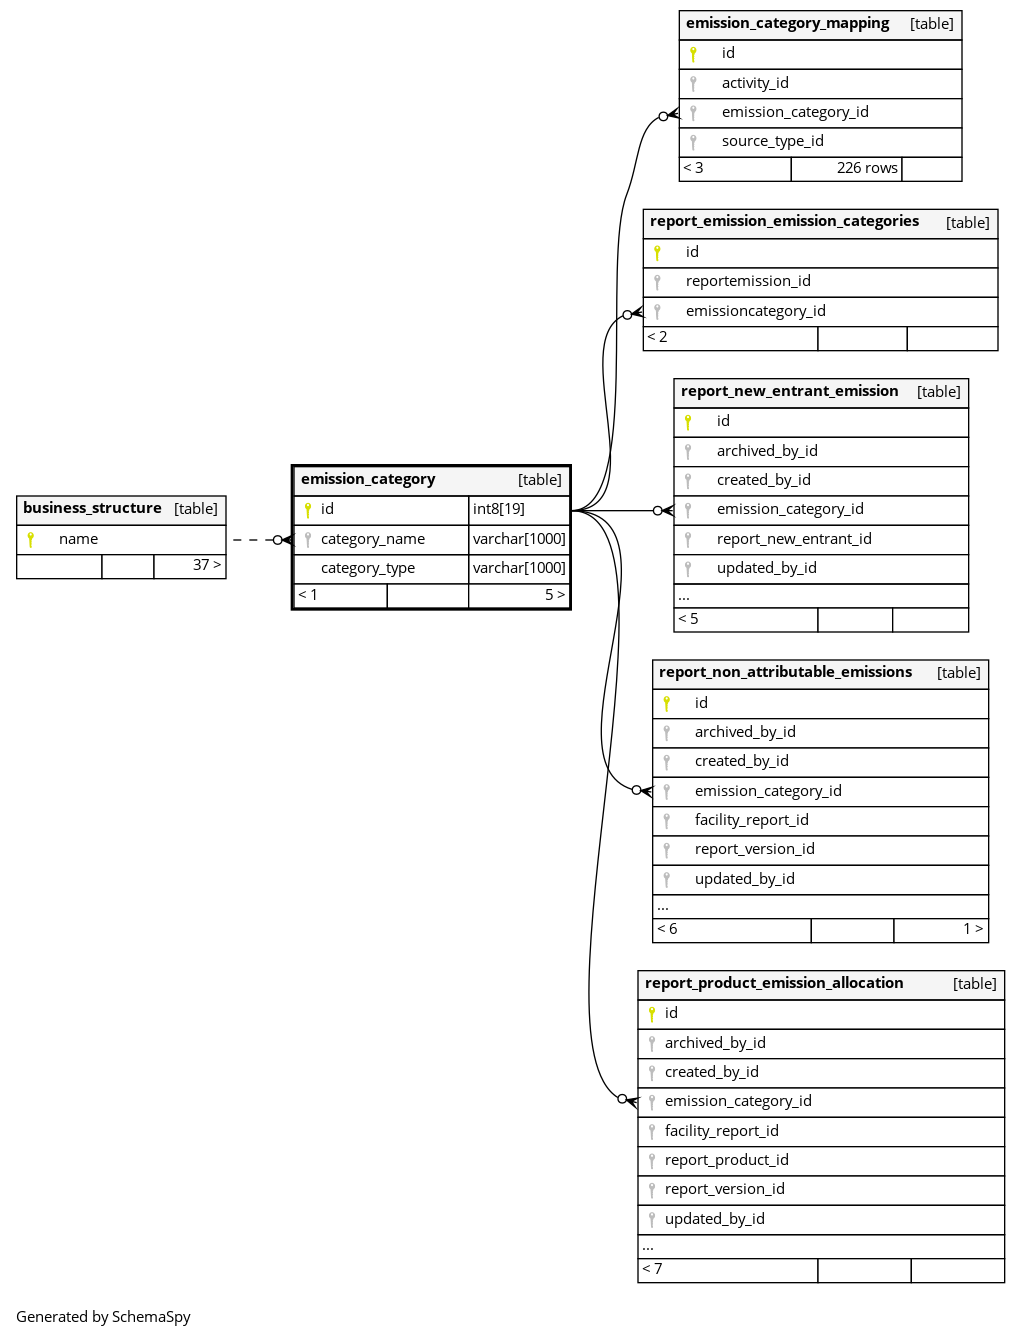 emission_category_mapping [table]
id
activity_id
emission_category_id
source_type_id
< 3 226 rows
report_emission_emission_categories [table]
id
reportemission_id
emissioncategory_id
< 2
report_new_entrant_emission [table]
id
archived_by_id
created_by_id
emission_category_id
report_new_entrant_id
updated_by_id
...
< 5
business_structure [table]
name
37 >
emission_category [table]
id int8[19]
category_name varchar[1000]
category_type varchar[1000]
< 1 5 >
report_non_attributable_emissions [table]
id
archived_by_id
created_by_id
emission_category_id
facility_report_id
report_version_id
updated_by_id
...
< 6 1 >
report_product_emission_allocation [table]
id
archived_by_id
created_by_id
emission_category_id
facility_report_id
report_product_id
report_version_id
updated_by_id
...
< 7
Generated by SchemaSpy